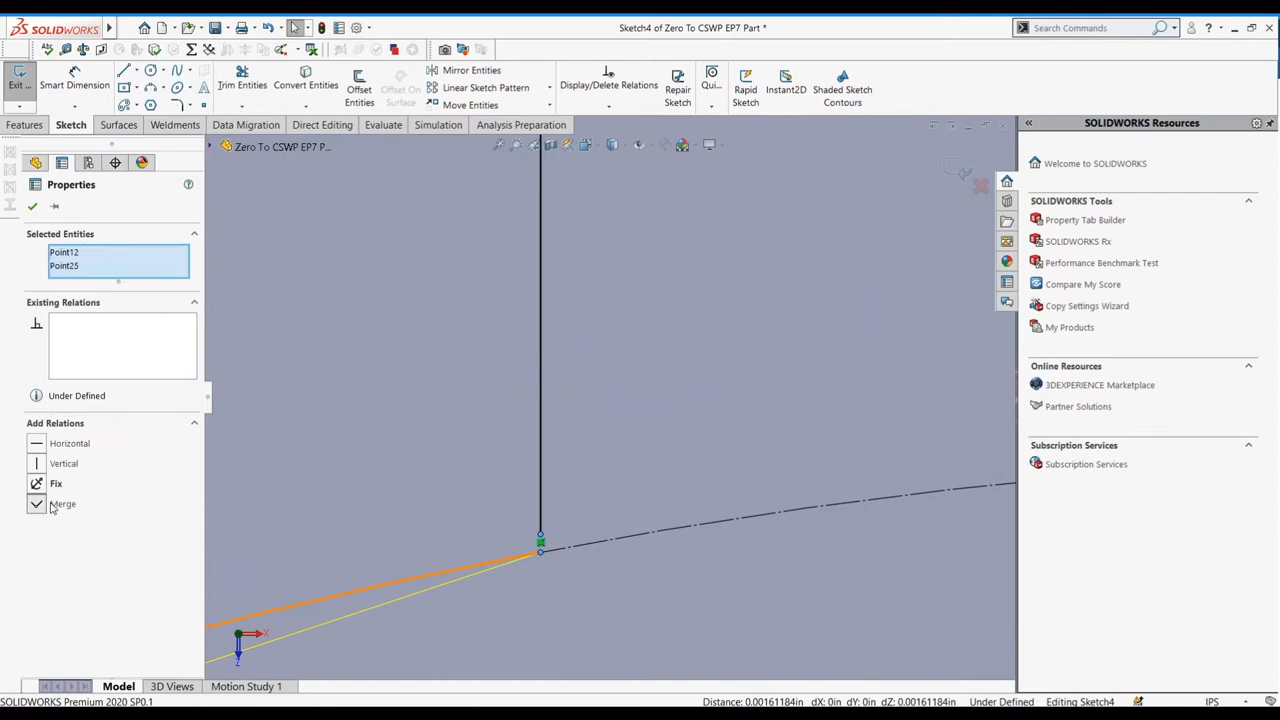 SOLIDWORKS
Sketch4 of Zero To CSWP EP7 Part *
Search Commands
Exit ...
Smart Dimension
Trim Entities
Convert Entities
Offset Entities
Offset On Surface
Mirror Entities
Linear Sketch Pattern
Move Entities
Display/Delete Relations
Repair Sketch
Qui...
Rapid Sketch
Instant2D
Shaded Sketch Contours
Features
Sketch
Surfaces
Weldments
Data Migration
Direct Editing
Evaluate
Simulation
Analysis Preparation
Zero To CSWP EP7 P...
Properties
Selected Entities
Point12
Point25
Existing Relations
Under Defined
Add Relations
Horizontal
Vertical
Fix
Merge
X
Z
SOLIDWORKS Resources
Welcome to SOLIDWORKS
SOLIDWORKS Tools
Property Tab Builder
SOLIDWORKS Rx
Performance Benchmark Test
Compare My Score
Copy Settings Wizard
My Products
Online Resources
3DEXPERIENCE Marketplace
Partner Solutions
Subscription Services
Subscription Services
Model
3D Views
Motion Study 1
SOLIDWORKS Premium 2020 SP0.1
Distance: 0.00161184in dX: 0in dY: 0in dZ: 0.00161184in
Under Defined
Editing Sketch4
IPS